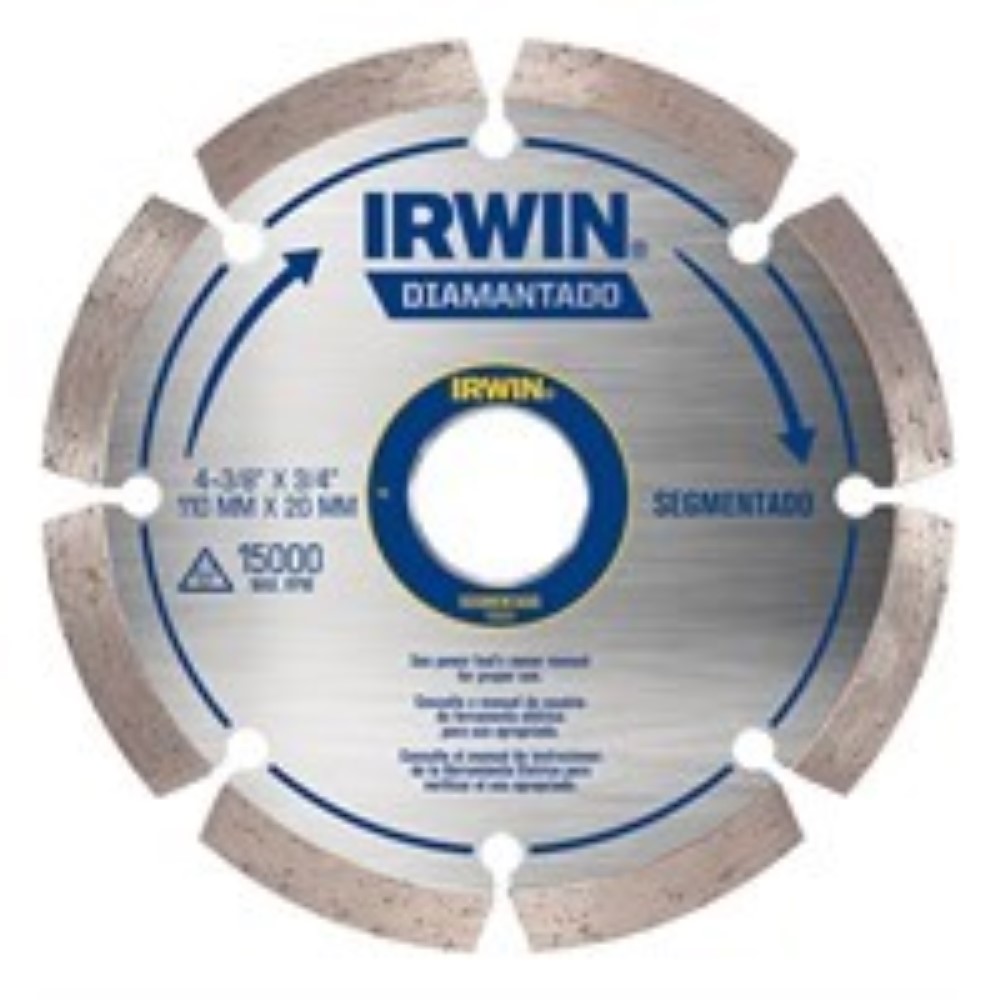 IRWIN®
DIAMANTADO
IRWIN®
4-3/8" X 3/4"
110 MM X 20 MM
SEGMENTADO
15000
MAX. RPM
SEGMENTADO
See power tool's owner manual
for proper use.
Consulte o manual do usuário
da ferramenta elétrica
para uso apropriado.
Consulte el manual de instrucciones
de la Herramienta Eléctrica para
verificar el uso apropiado.